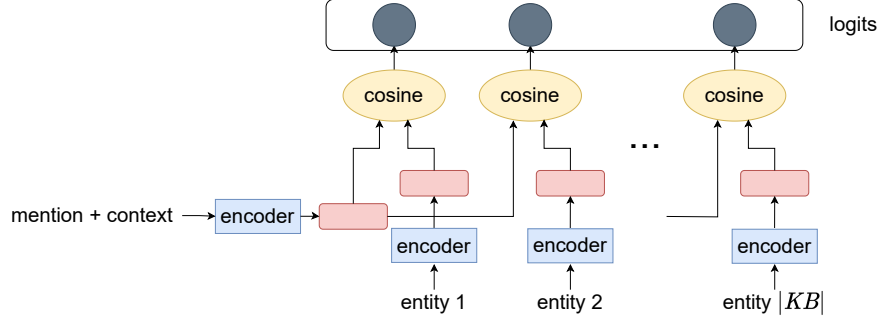 logits
cosine cosine cosine
...
mention + context encoder
encoder encoder encoder
entity 1 entity 2 entity |KB|